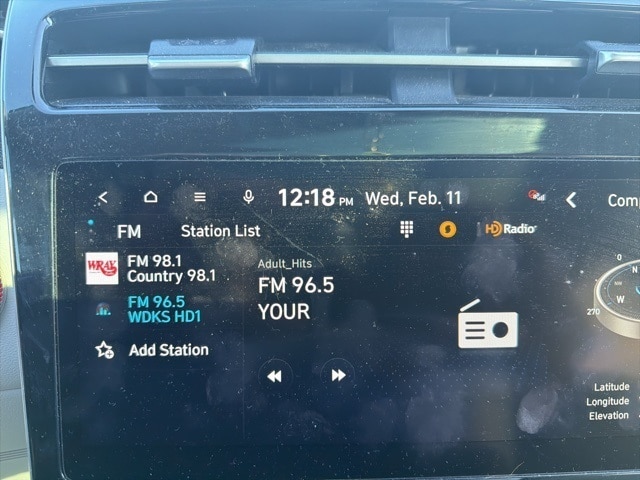 12:18 PM Wed, Feb. 11
Comp
FM Station List HD Radio
WRAY FM 98.1
Country 98.1
FM 96.5
WDKS HD1
Add Station
Adult_Hits
FM 96.5
YOUR
0
N
W
270
Latitude
Longitude
Elevation